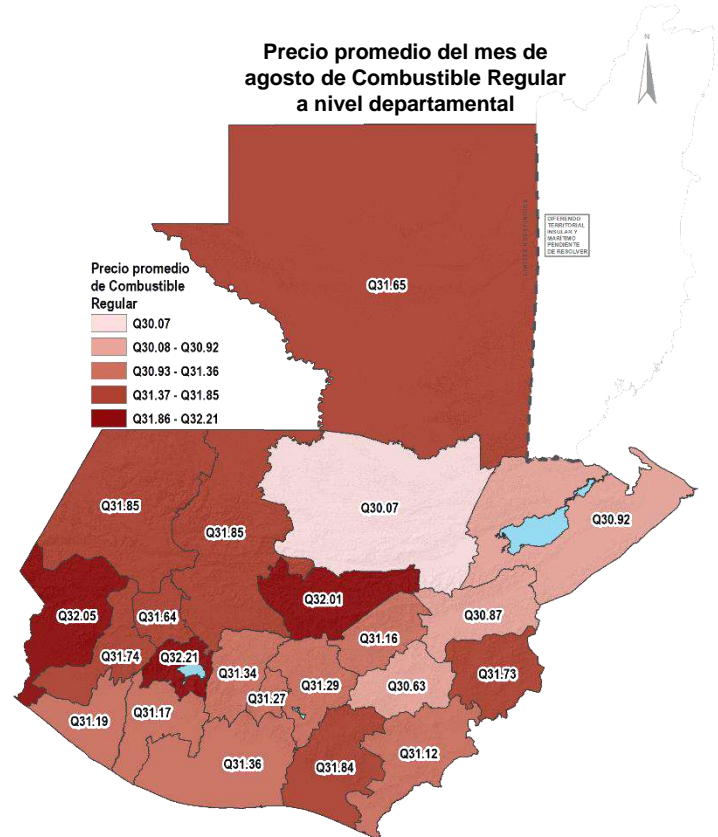 Precio promedio del mes de
agosto de Combustible Regular
a nivel departamental
N
DIFERENDO
TERRITORIAL
INSULAR Y
MARÍTIMO
PENDIENTE
DE RESOLVER
Precio promedio
de Combustible
Regular
Q30.07
Q30.08 - Q30.92
Q30.93 - Q31.36
Q31.37 - Q31.85
Q31.86 - Q32.21
Q31.65
Q31.85
Q31.85
Q30.07
Q30.92
Q32.05
Q31.64
Q32.01
Q30.87
Q31.16
Q31.74
Q32.21
Q31.34
Q31.27
Q31.29
Q30.63
Q31.73
Q31.19
Q31.17
Q31.36
Q31.84
Q31.12